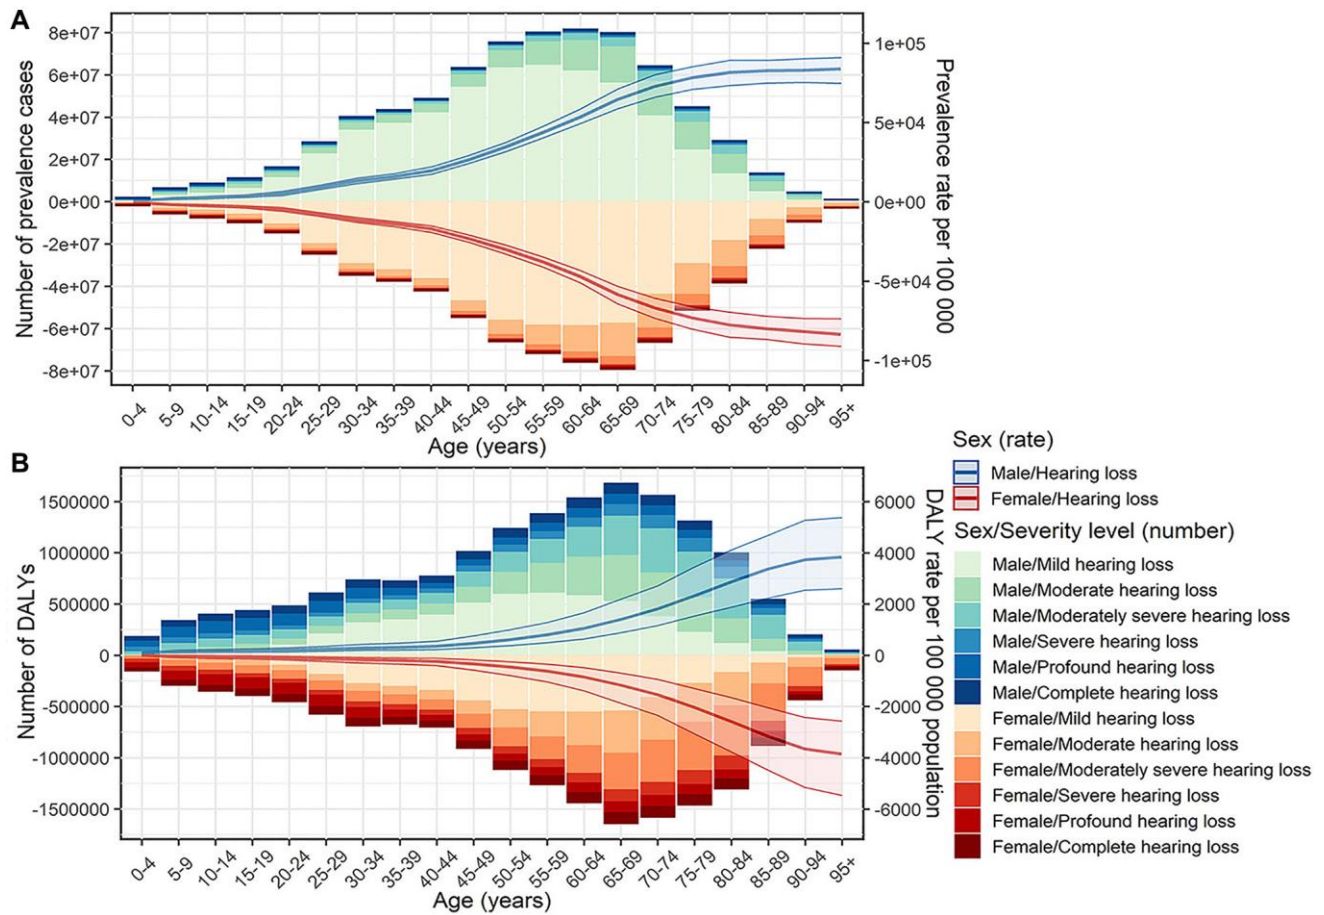 A
Number of prevalence cases
8e+07
6e+07
4e+07
2e+07
0e+00
-2e+07
-4e+07
-6e+07
-8e+07
1e+05
5e+04
0e+00
-5e+04
-1e+05
Prevalence rate per 100 000
0-4
5-9
10-14
15-19
20-24
25-29
30-34
35-39
40-44
45-49
50-54
55-59
60-64
65-69
70-74
75-79
80-84
85-89
90-94
95+
Age (years)
B
Number of DALYs
1500000
1000000
500000
0
-500000
-1000000
-1500000
6000
4000
2000
0
-2000
-4000
-6000
DALY rate per 100 000 population
0-4
5-9
10-14
15-19
20-24
25-29
30-34
35-39
40-44
45-49
50-54
55-59
60-64
65-69
70-74
75-79
80-84
85-89
90-94
95+
Age (years)
Sex (rate)
Male/Hearing loss
Female/Hearing loss
Sex/Severity level (number)
Male/Mild hearing loss
Male/Moderate hearing loss
Male/Moderately severe hearing loss
Male/Severe hearing loss
Male/Profound hearing loss
Male/Complete hearing loss
Female/Mild hearing loss
Female/Moderate hearing loss
Female/Moderately severe hearing loss
Female/Severe hearing loss
Female/Profound hearing loss
Female/Complete hearing loss